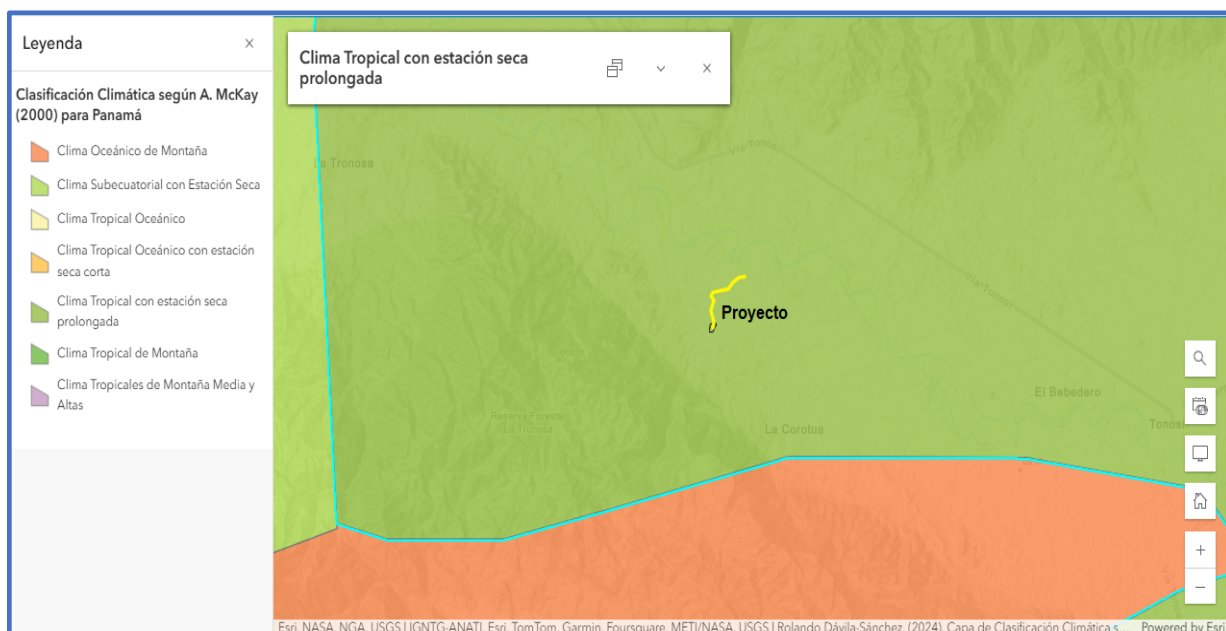 Leyenda
Clasificación Climática según A. McKay
(2000) para Panamá
Clima Oceánico de Montaña
Clima Subecuatorial con Estación Seca
Clima Tropical Oceánico
Clima Tropical Oceánico con estación
seca corta
Clima Tropical con estación seca
prolongada
Clima Tropical de Montaña
Clima Tropicales de Montaña Media y
Altas
Clima Tropical con estación seca
prolongada
La Tronosa
Vía Tonosí
Vía-Tonosí
Proyecto
El Bebedero
Reserva Forestal
La Tronosa
La Corotua
Tonosí
Esri, NASA, NGA, USGS | IGNTG-ANATI, Esri, TomTom, Garmin, Foursquare, METI/NASA, USGS | Rolando Dávila-Sánchez. (2024). Capa de Clasificación Climática s...
Powered by Esri